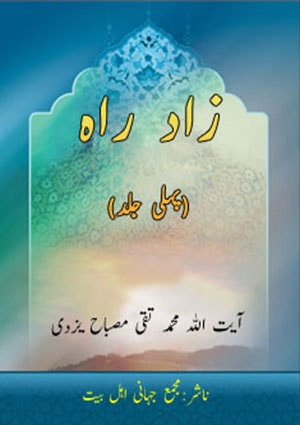 زاد راہ
(پہلی جلد)
آیت اللہ محمد تقی مصباح یزدی
ناشر: مجمع جہانی اہل بیت